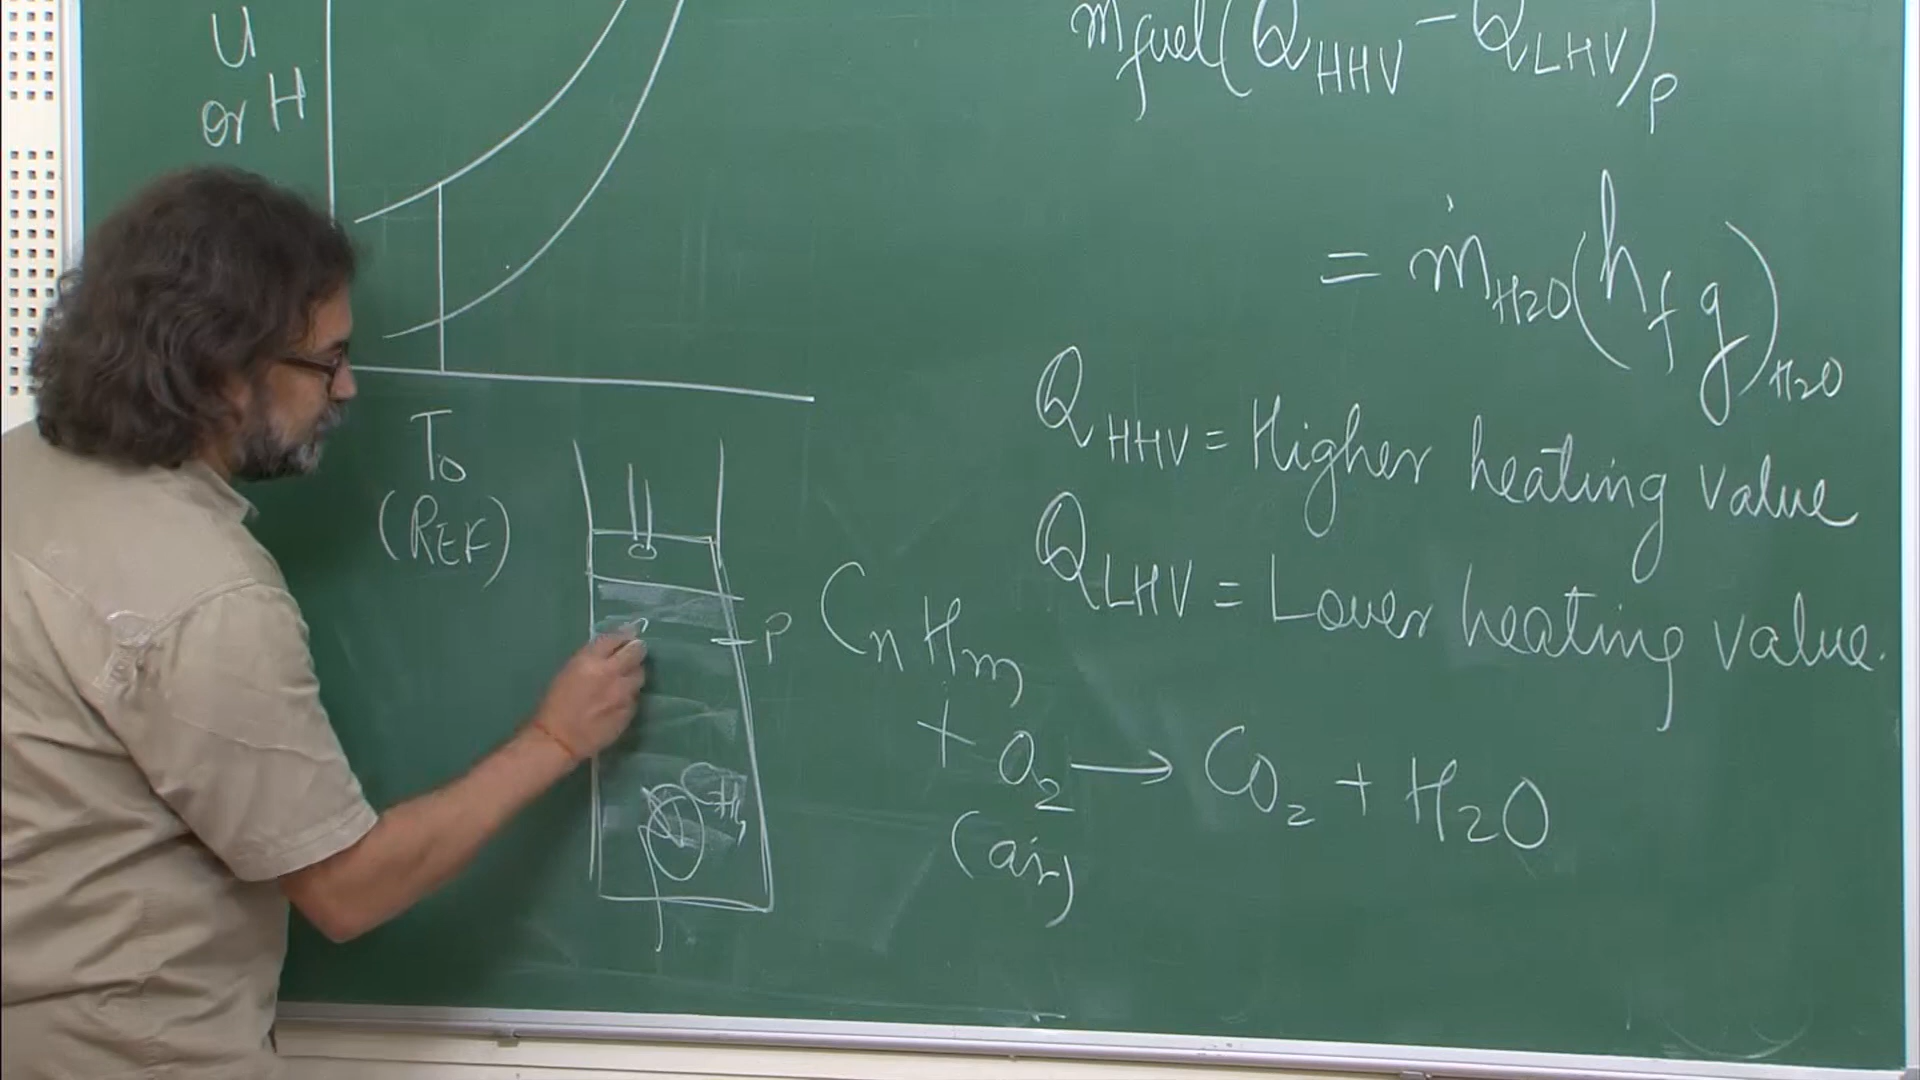 U
or H
T₀
(REF)
P
ṁfuel(Q_HHV − Q_LHV)_P
= ṁ_H2O(h_fg)_H2O
Q_HHV = Higher heating value
Q_LHV = Lower heating value.
CnHm
+ O₂ → CO₂ + H₂O
(air)